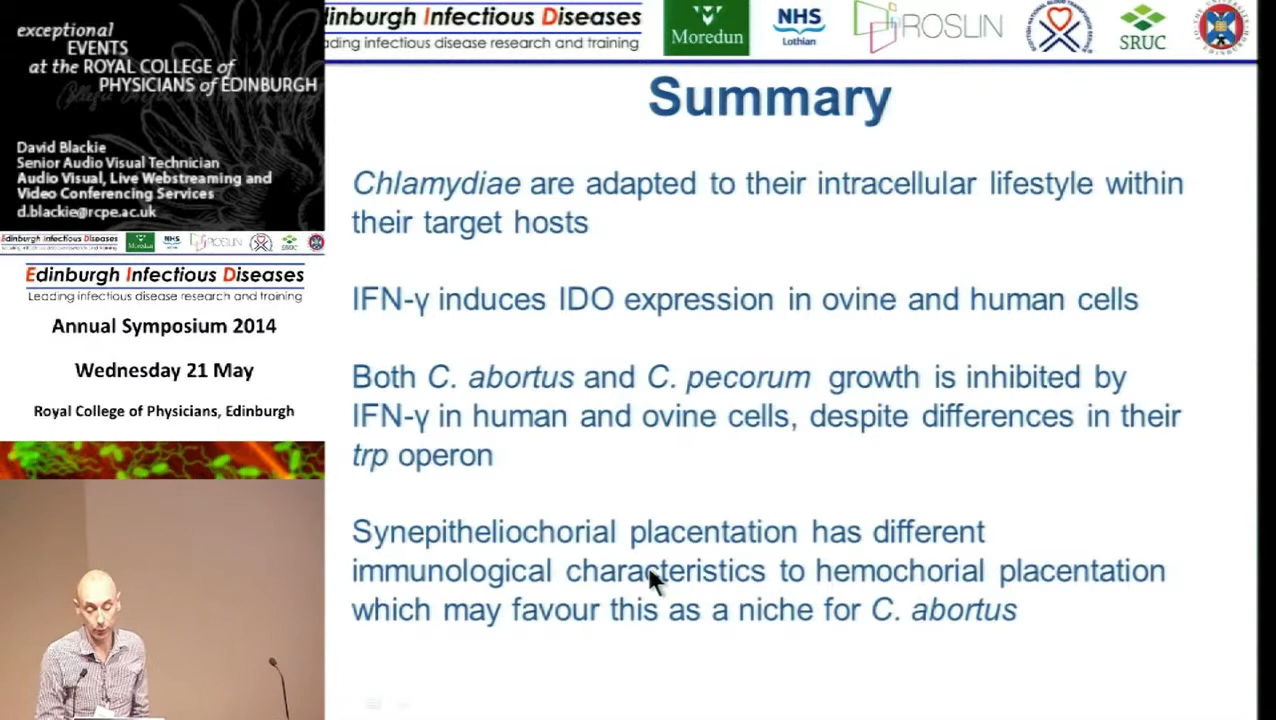 exceptional
EVENTS
at the ROYAL COLLEGE of
PHYSICIANS of EDINBURGH
David Blackie
Senior Audio Visual Technician
Audio Visual, Live Webstreaming and
Video Conferencing Services
d.blackie@rcpe.ac.uk
Edinburgh Infectious Diseases
Leading infectious disease research and training
Annual Symposium 2014
Wednesday 21 May
Royal College of Physicians, Edinburgh
dinburgh Infectious Diseases
ading infectious disease research and training
Moredun
NHS
Lothian
ROSLIN
SRUC
Summary
Chlamydiae are adapted to their intracellular lifestyle within
their target hosts
IFN-γ induces IDO expression in ovine and human cells
Both C. abortus and C. pecorum growth is inhibited by
IFN-γ in human and ovine cells, despite differences in their
trp operon
Synepitheliochorial placentation has different
immunological characteristics to hemochorial placentation
which may favour this as a niche for C. abortus